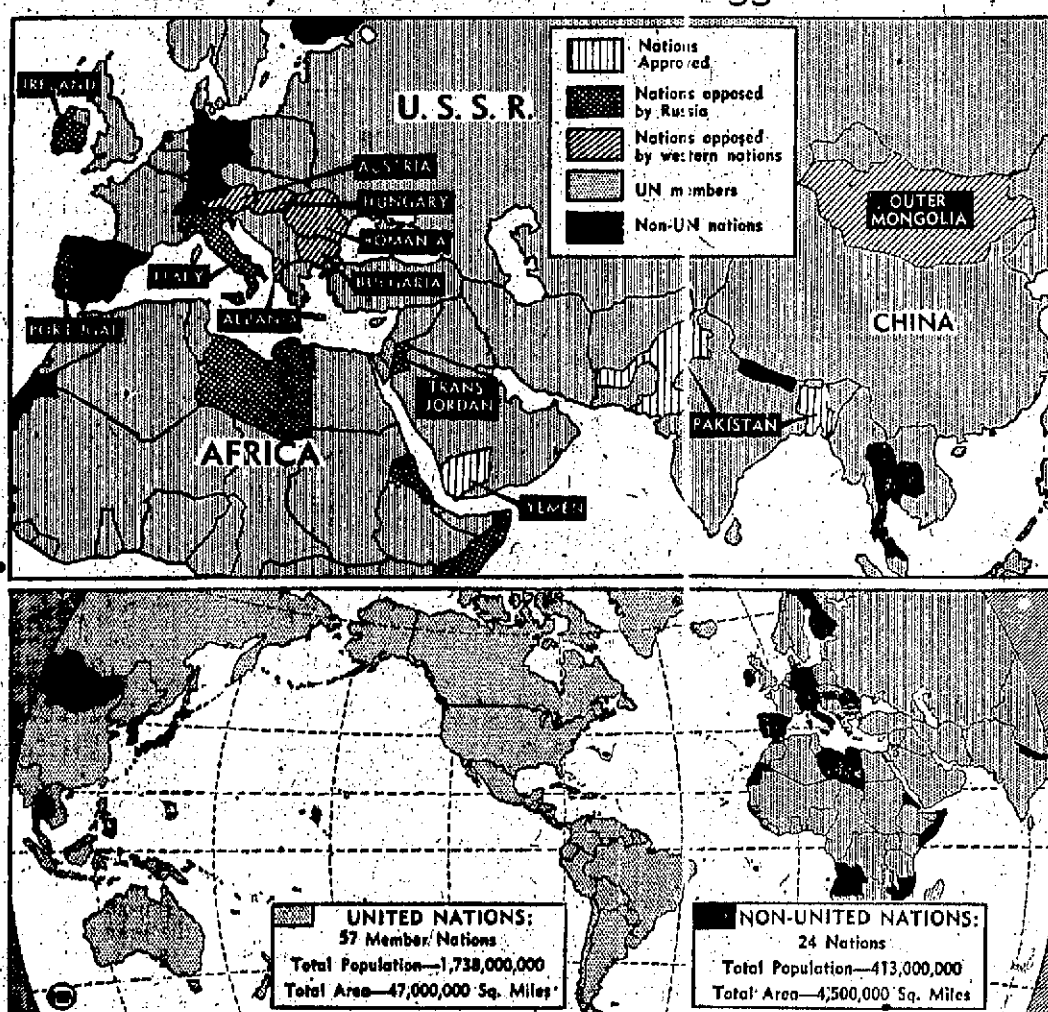 Nations
Approved
Nations opposed
by Russia
Nations opposed
by western nations
UN members
Non-UN nations
IRELAND
U. S. S. R.
AUSTRIA
HUNGARY
ROMANIA
BULGARIA
ITALY
ALBANIA
PORTUGAL
OUTER
MONGOLIA
CHINA
TRANS
JORDAN
PAKISTAN
AFRICA
YEMEN
UNITED NATIONS:
57 Member Nations
Total Population—1,738,000,000
Total Area—47,000,000 Sq. Miles
NON-UNITED NATIONS:
24 Nations
Total Population—413,000,000
Total Area—4,500,000 Sq. Miles